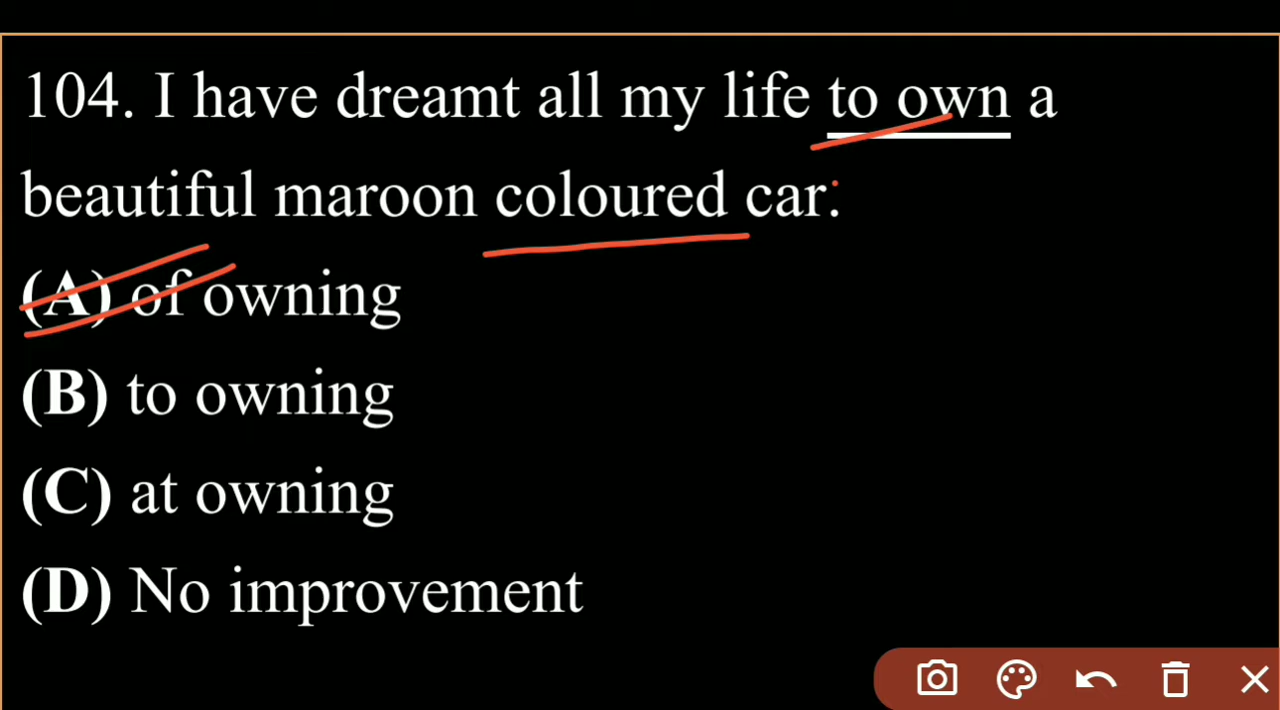 104. I have dreamt all my life to own a
beautiful maroon coloured car:
(A) of owning
(B) to owning
(C) at owning
(D) No improvement